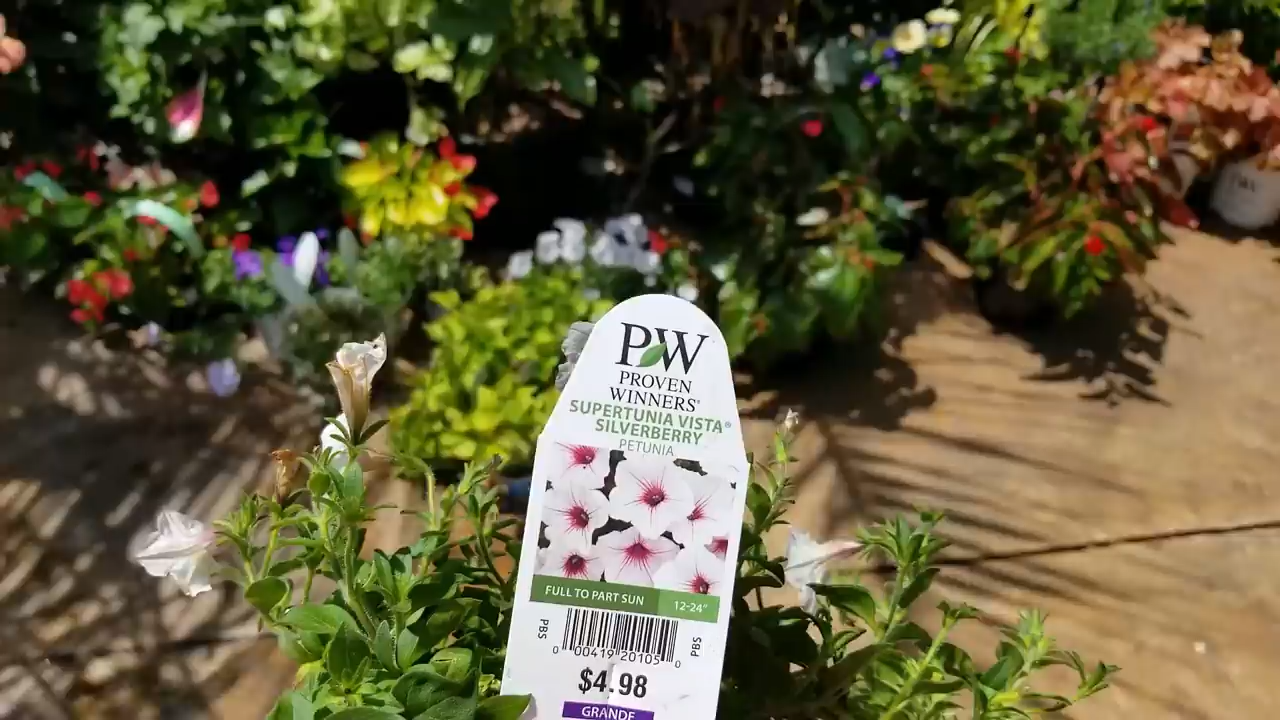 PW
PROVEN
WINNERS®
SUPERTUNIA VISTA®
SILVERBERRY
PETUNIA
FULL TO PART SUN 12-24"
PBS PBS
0 00419 20105 0
$4.98
GRANDE